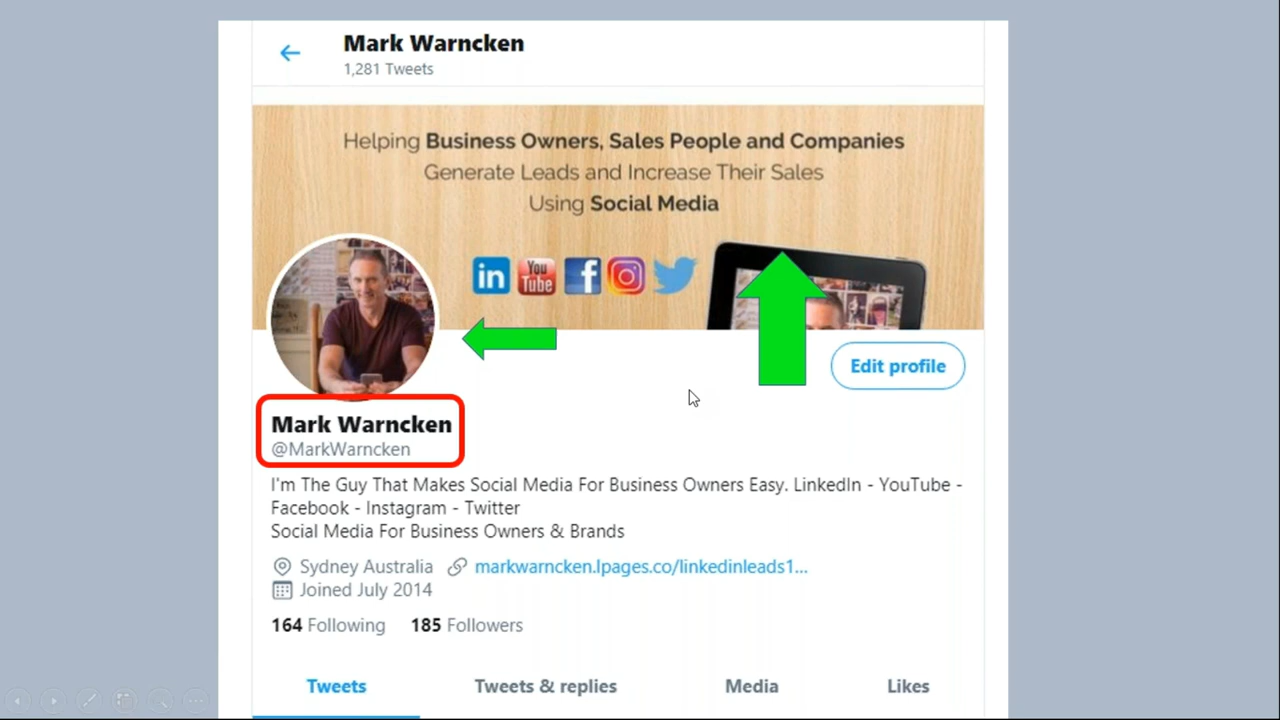 Mark Warncken
1,281 Tweets
Helping Business Owners, Sales People and Companies
Generate Leads and Increase Their Sales
Using Social Media
in You Tube f
Edit profile
Mark Warncken
@MarkWarncken
I'm The Guy That Makes Social Media For Business Owners Easy. LinkedIn - YouTube -
Facebook - Instagram - Twitter
Social Media For Business Owners & Brands
Sydney Australia markwarncken.lpages.co/linkedinleads1...
Joined July 2014
164 Following 185 Followers
Tweets Tweets & replies Media Likes